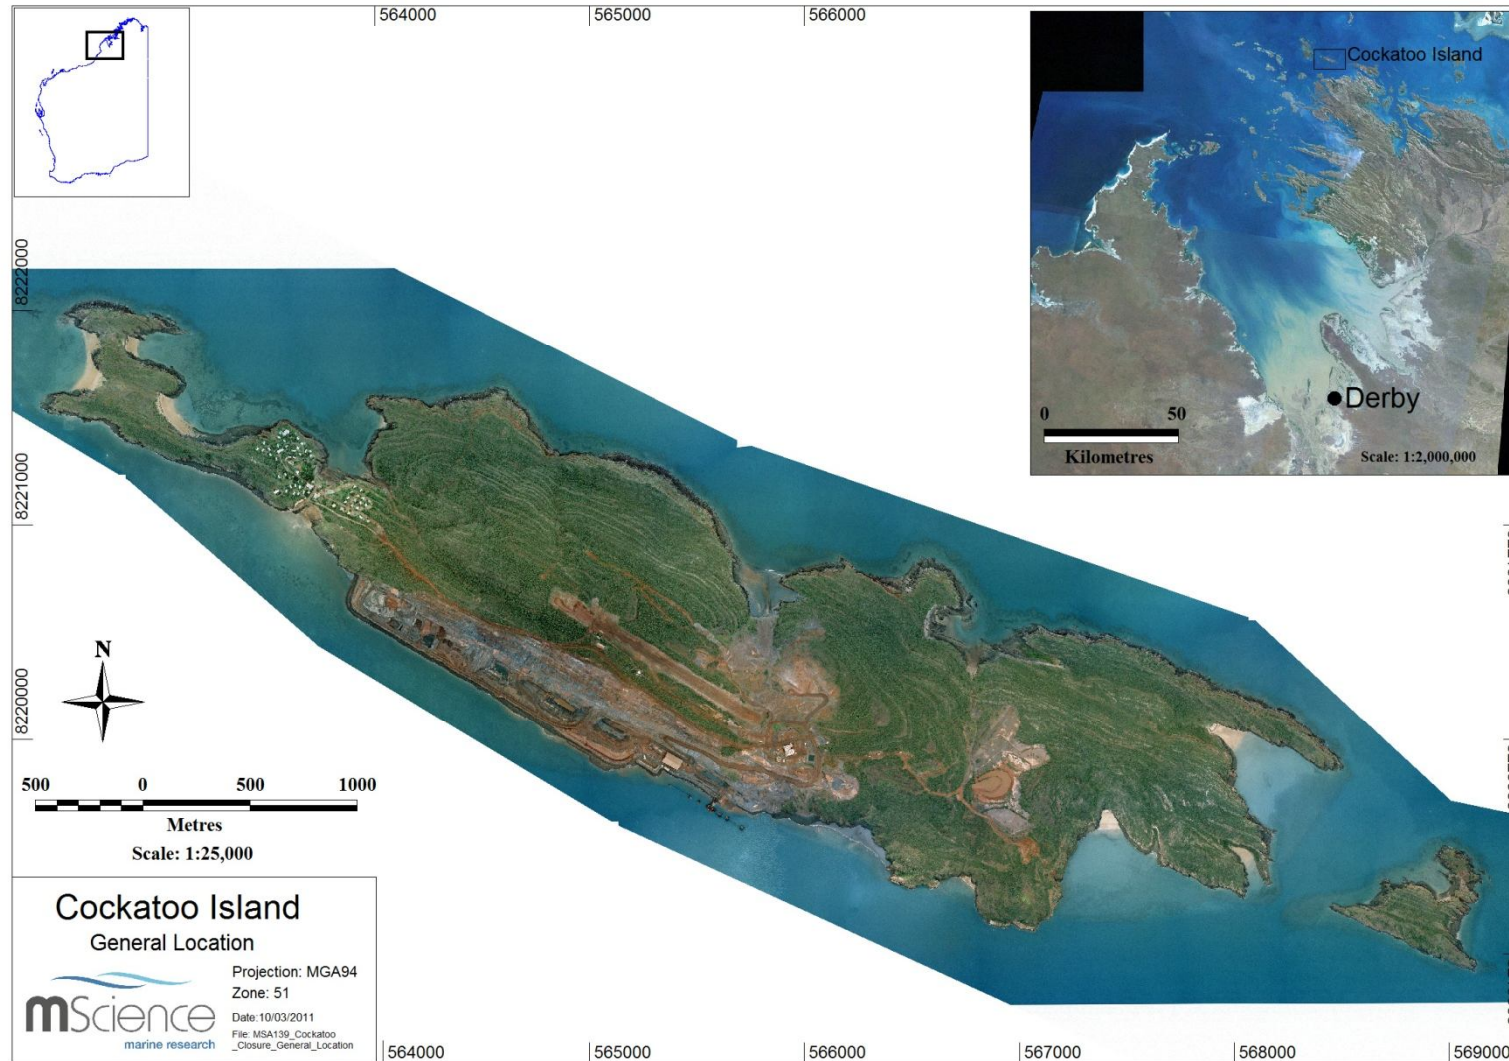 564000
565000
566000
Cockatoo Island
Derby
0 50
Kilometres
Scale: 1:2,000,000
8222000
8221000
8220000
N
500 0 500 1000
Metres
Scale: 1:25,000
Cockatoo Island
General Location
Projection: MGA94
Zone: 51
Date:10/03/2011
File: MSA139_Cockatoo
_Closure_General_Location
mScience
marine research
564000
565000
566000
567000
568000
569000